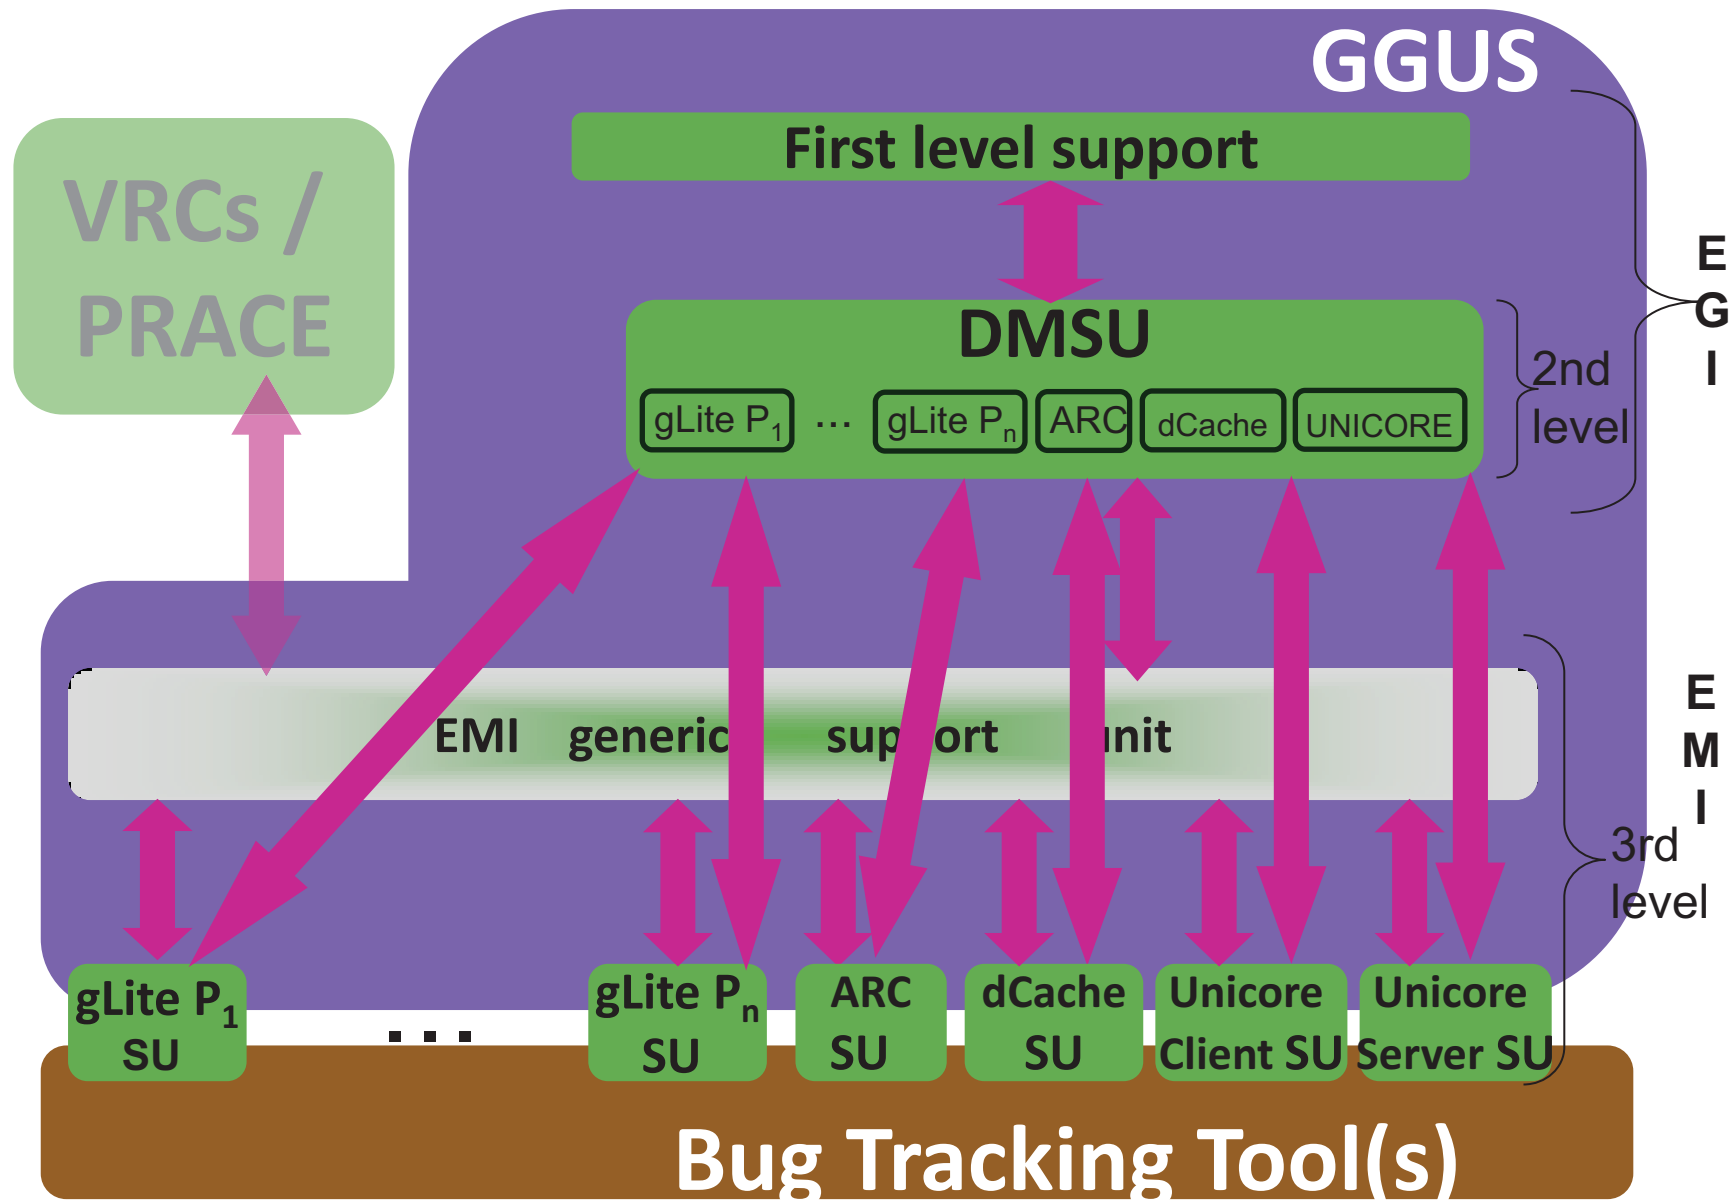 GGUS
First level support
VRCs /
PRACE
E
G
I
DMSU
2nd
level
gLite P1 ... gLite Pn ARC dCache UNICORE
EMI generic support unit
E
M
I
3rd
level
gLite P1
SU
...
gLite Pn
SU
ARC
SU
dCache
SU
Unicore
Client SU
Unicore
Server SU
Bug Tracking Tool(s)